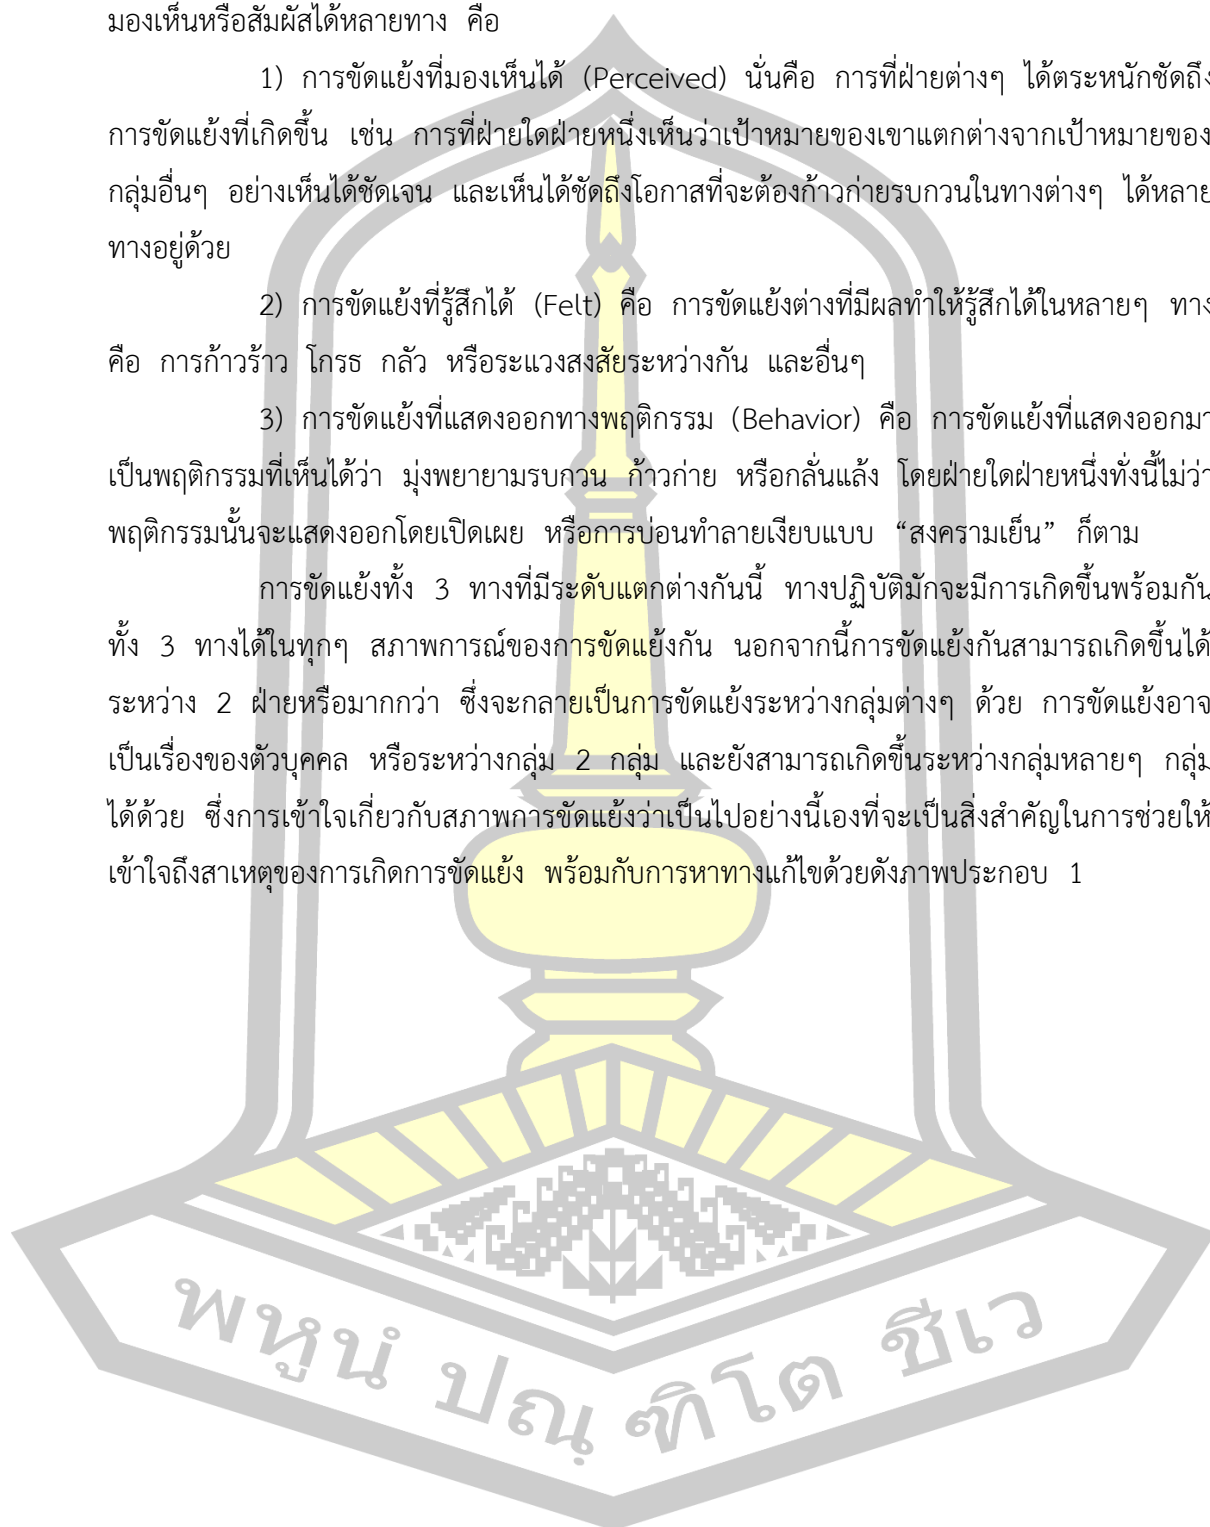 มองเห็นหรือสัมผัสได้หลายทาง คือ
1) การขัดแย้งที่มองเห็นได้ (Perceived) นั่นคือ การที่ฝ่ายต่างๆ ได้ตระหนักชัดถึง
การขัดแย้งที่เกิดขึ้น เช่น การที่ฝ่ายใดฝ่ายหนึ่งเห็นว่าเป้าหมายของเขาแตกต่างจากเป้าหมายของ
กลุ่มอื่นๆ อย่างเห็นได้ชัดเจน และเห็นได้ชัดถึงโอกาสที่จะต้องก้าวก่ายรบกวนในทางต่างๆ ได้หลาย
ทางอยู่ด้วย
2) การขัดแย้งที่รู้สึกได้ (Felt) คือ การขัดแย้งต่างที่มีผลทำให้รู้สึกได้ในหลายๆ ทาง
คือ การก้าวร้าว โกรธ กลัว หรือระแวงสงสัยระหว่างกัน และอื่นๆ
3) การขัดแย้งที่แสดงออกทางพฤติกรรม (Behavior) คือ การขัดแย้งที่แสดงออกมา
เป็นพฤติกรรมที่เห็นได้ว่า มุ่งพยายามรบกวน ก้าวก่าย หรือกลั่นแล้ง โดยฝ่ายใดฝ่ายหนึ่งทั่งนี้ไม่ว่า
พฤติกรรมนั้นจะแสดงออกโดยเปิดเผย หรือการบ่อนทำลายเงียบแบบ “สงครามเย็น” ก็ตาม
การขัดแย้งทั้ง 3 ทางที่มีระดับแตกต่างกันนี้ ทางปฏิบัติมักจะมีการเกิดขึ้นพร้อมกัน
ทั้ง 3 ทางได้ในทุกๆ สภาพการณ์ของการขัดแย้งกัน นอกจากนี้การขัดแย้งกันสามารถเกิดขึ้นได้
ระหว่าง 2 ฝ่ายหรือมากกว่า ซึ่งจะกลายเป็นการขัดแย้งระหว่างกลุ่มต่างๆ ด้วย การขัดแย้งอาจ
เป็นเรื่องของตัวบุคคล หรือระหว่างกลุ่ม 2 กลุ่ม และยังสามารถเกิดขึ้นระหว่างกลุ่มหลายๆ กลุ่ม
ได้ด้วย ซึ่งการเข้าใจเกี่ยวกับสภาพการขัดแย้งว่าเป็นไปอย่างนี้เองที่จะเป็นสิ่งสำคัญในการช่วยให้
เข้าใจถึงสาเหตุของการเกิดการขัดแย้ง พร้อมกับการหาทางแก้ไขด้วยดังภาพประกอบ 1
พหูนํ ปณฺฑิโต ชีเว